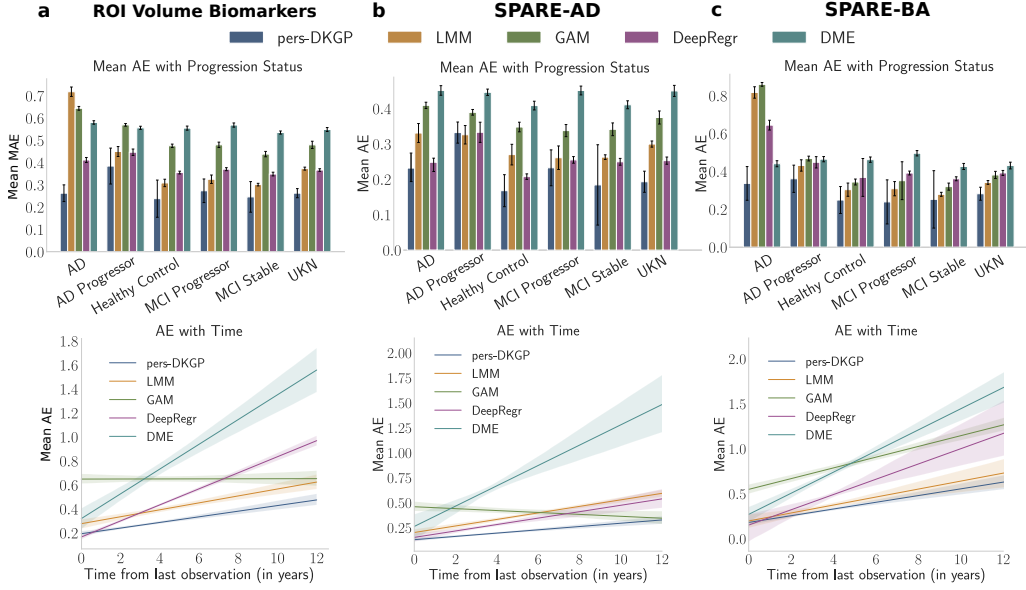 a ROI Volume Biomarkers b SPARE-AD c SPARE-BA
pers-DKGP LMM GAM DeepRegr DME
Mean AE with Progression Status
Mean MAE
0.7
0.6
0.5
0.4
0.3
0.2
0.1
0.0
AD
AD Progressor
Healthy Control
MCI Progressor
MCI Stable
UKN
Mean AE with Progression Status
Mean AE
0.4
0.3
0.2
0.1
0.0
AD
AD Progressor
Healthy Control
MCI Progressor
MCI Stable
UKN
Mean AE with Progression Status
Mean AE
0.8
0.6
0.4
0.2
0.0
AD
AD Progressor
Healthy Control
MCI Progressor
MCI Stable
UKN
AE with Time
Mean AE
1.8
1.6
1.4
1.2
1.0
0.8
0.6
0.4
0.2
pers-DKGP
LMM
GAM
DeepRegr
DME
0 2 4 6 8 10 12
Time from last observation (in years)
AE with Time
Mean AE
2.00
1.75
1.50
1.25
1.00
0.75
0.50
0.25
pers-DKGP
LMM
GAM
DeepRegr
DME
0 2 4 6 8 10 12
Time from last observation (in years)
AE with Time
Mean AE
2.0
1.5
1.0
0.5
0.0
pers-DKGP
LMM
GAM
DeepRegr
DME
0 2 4 6 8 10 12
Time from last observation (in years)